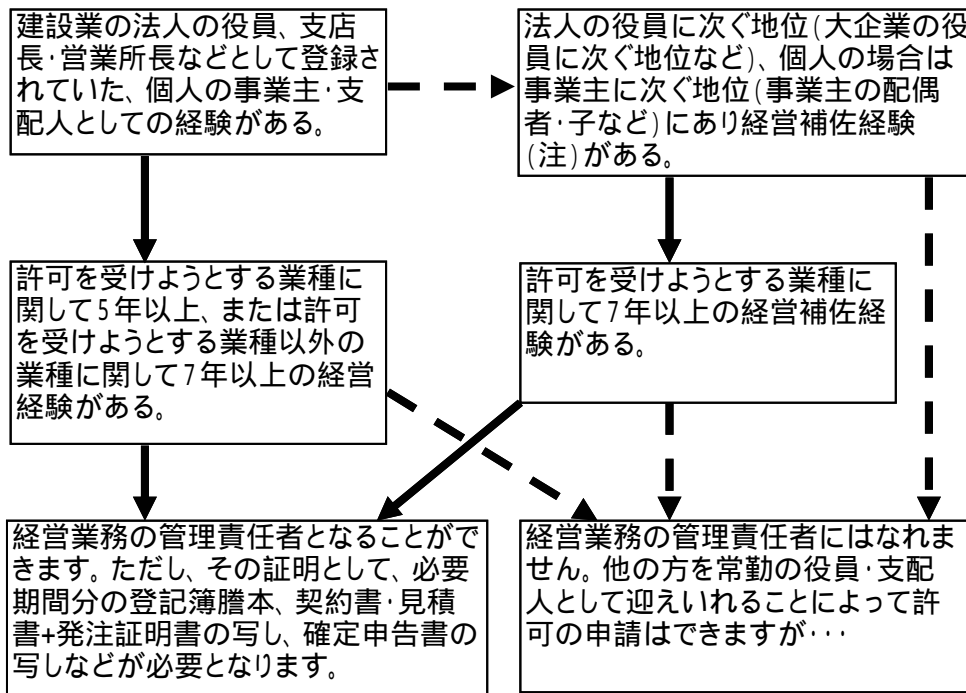 建設業の法人の役員、支店
長・営業所長などとして登録さ
れていた、個人の事業主・支
配人としての経験がある。
法人の役員に次ぐ地位(大企業の役
員に次ぐ地位など)、個人の場合は
事業主に次ぐ地位(事業主の配偶
者・子など)にあり経営補佐経験
(注)がある。
許可を受けようとする業種に
関して5年以上、または許可
を受けようとする業種以外の
業種に関して7年以上の経営
経験がある。
許可を受けようとする業種に
関して7年以上の経営補佐経
験がある。
経営業務の管理責任者となることがで
きます。ただし、その証明として、必要
期間分の登記簿謄本、契約書・見積
書+発注証明書の写し、確定申告書の
写しなどが必要となります。
経営業務の管理責任者にはなれま
せん。他の方を常勤の役員・支配
人として迎えいれることによって許
可の申請はできますが・・・